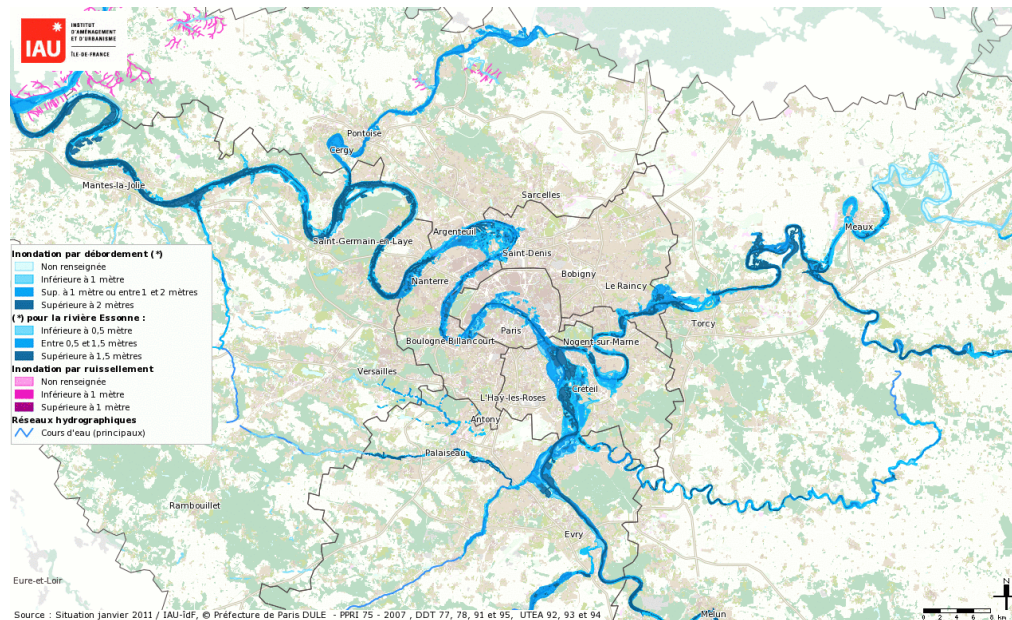 IAU
INSTITUT
D'AMÉNAGEMENT
ET D'URBANISME
ÎLE-DE-FRANCE
Pontoise
Cergy
Mantes-la-Jolie
Sarcelles
Meaux
Argenteuil
Saint-Germain-en-Laye
Saint-Denis
Bobigny
Nanterre
Le Raincy
Torcy
Paris
Boulogne Billancourt
Nogent-sur-Marne
Versailles
Créteil
L'Hay-les-Roses
Antony
Palaiseau
Rambouillet
Evry
Eure-et-Loir
Melun
Inondation par débordement (*)
Non renseignée
Inférieure à 1 mètre
Sup. à 1 mètre ou entre 1 et 2 mètres
Supérieure à 2 mètres
(*) pour la rivière Essonne :
Inférieure à 0,5 mètre
Entre 0,5 et 1,5 mètres
Supérieure à 1,5 mètres
Inondation par ruissellement
Non renseignée
Inférieure à 1 mètre
Supérieure à 1 mètre
Réseaux hydrographiques
Cours d'eau (principaux)
N
0 2 4 6 8 km
Source : Situation janvier 2011 / IAU-îdF, © Préfecture de Paris DULE - PPRI 75 - 2007 , DDT 77, 78, 91 et 95, UTEA 92, 93 et 94